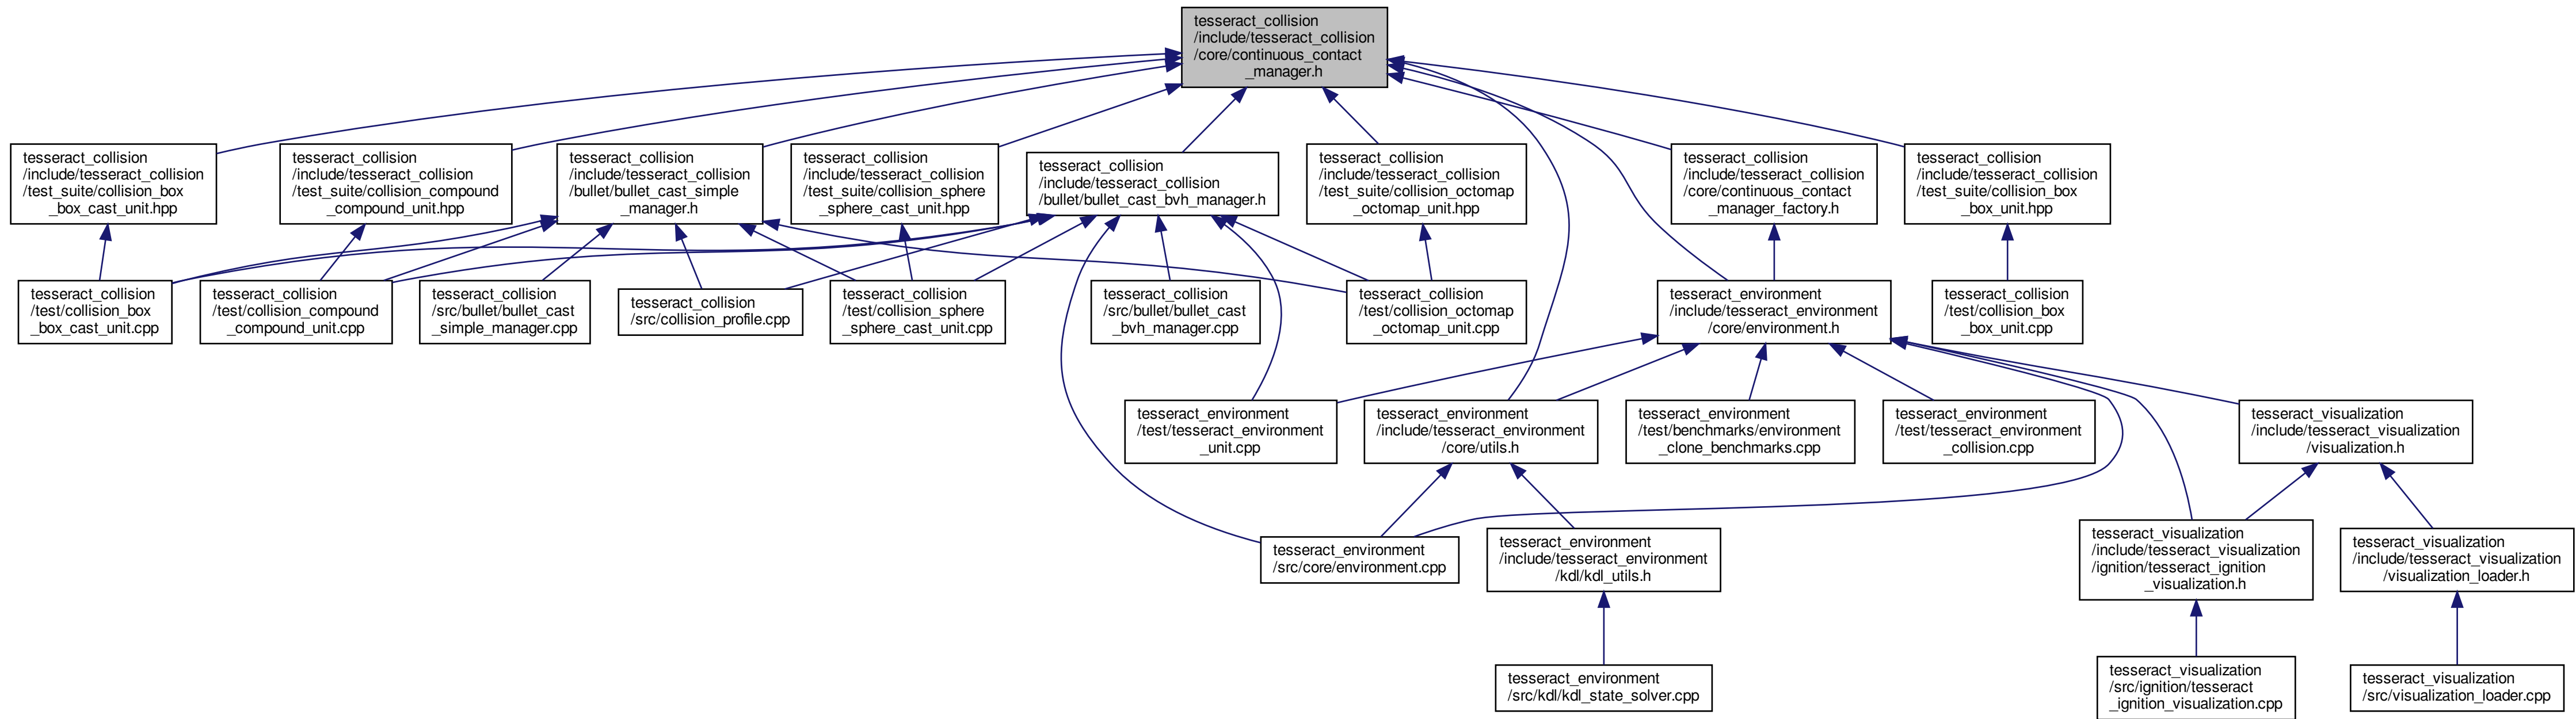 tesseract_collision
/include/tesseract_collision
/core/continuous_contact
_manager.h
tesseract_collision
/include/tesseract_collision
/test_suite/collision_box
_box_cast_unit.hpp
tesseract_collision
/include/tesseract_collision
/test_suite/collision_compound
_compound_unit.hpp
tesseract_collision
/include/tesseract_collision
/bullet/bullet_cast_simple
_manager.h
tesseract_collision
/include/tesseract_collision
/test_suite/collision_sphere
_sphere_cast_unit.hpp
tesseract_collision
/include/tesseract_collision
/bullet/bullet_cast_bvh_manager.h
tesseract_collision
/include/tesseract_collision
/test_suite/collision_octomap
_octomap_unit.hpp
tesseract_collision
/include/tesseract_collision
/core/continuous_contact
_manager_factory.h
tesseract_collision
/include/tesseract_collision
/test_suite/collision_box
_box_unit.hpp
tesseract_collision
/test/collision_box
_box_cast_unit.cpp
tesseract_collision
/test/collision_compound
_compound_unit.cpp
tesseract_collision
/src/bullet/bullet_cast
_simple_manager.cpp
tesseract_collision
/src/collision_profile.cpp
tesseract_collision
/test/collision_sphere
_sphere_cast_unit.cpp
tesseract_collision
/src/bullet/bullet_cast
_bvh_manager.cpp
tesseract_collision
/test/collision_octomap
_octomap_unit.cpp
tesseract_environment
/include/tesseract_environment
/core/environment.h
tesseract_collision
/test/collision_box
_box_unit.cpp
tesseract_environment
/test/tesseract_environment
_unit.cpp
tesseract_environment
/include/tesseract_environment
/core/utils.h
tesseract_environment
/test/benchmarks/environment
_clone_benchmarks.cpp
tesseract_environment
/test/tesseract_environment
_collision.cpp
tesseract_visualization
/include/tesseract_visualization
/visualization.h
tesseract_environment
/src/core/environment.cpp
tesseract_environment
/include/tesseract_environment
/kdl/kdl_utils.h
tesseract_visualization
/include/tesseract_visualization
/ignition/tesseract_ignition
_visualization.h
tesseract_visualization
/include/tesseract_visualization
/visualization_loader.h
tesseract_environment
/src/kdl/kdl_state_solver.cpp
tesseract_visualization
/src/ignition/tesseract
_ignition_visualization.cpp
tesseract_visualization
/src/visualization_loader.cpp